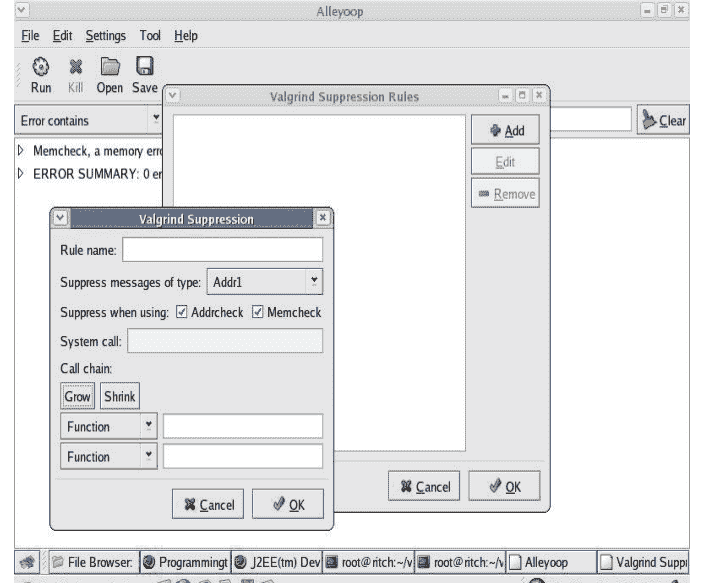 Alleyoop
File Edit Settings Tool Help
Run Kill Open Save
Valgrind Suppression Rules
Error contains
Clear
Add
Memcheck, a memory erro
Edit
ERROR SUMMARY: 0 er
Remove
Valgrind Suppression
Rule name:
Suppress messages of type: Addr1
Suppress when using: Addrcheck Memcheck
System call:
Call chain:
Grow Shrink
Function
Function
Cancel OK
Cancel OK
File Browser: Programmingt J2EE(tm) Dev root@ritch:~/v root@ritch:~/v Alleyoop Valgrind Suppr